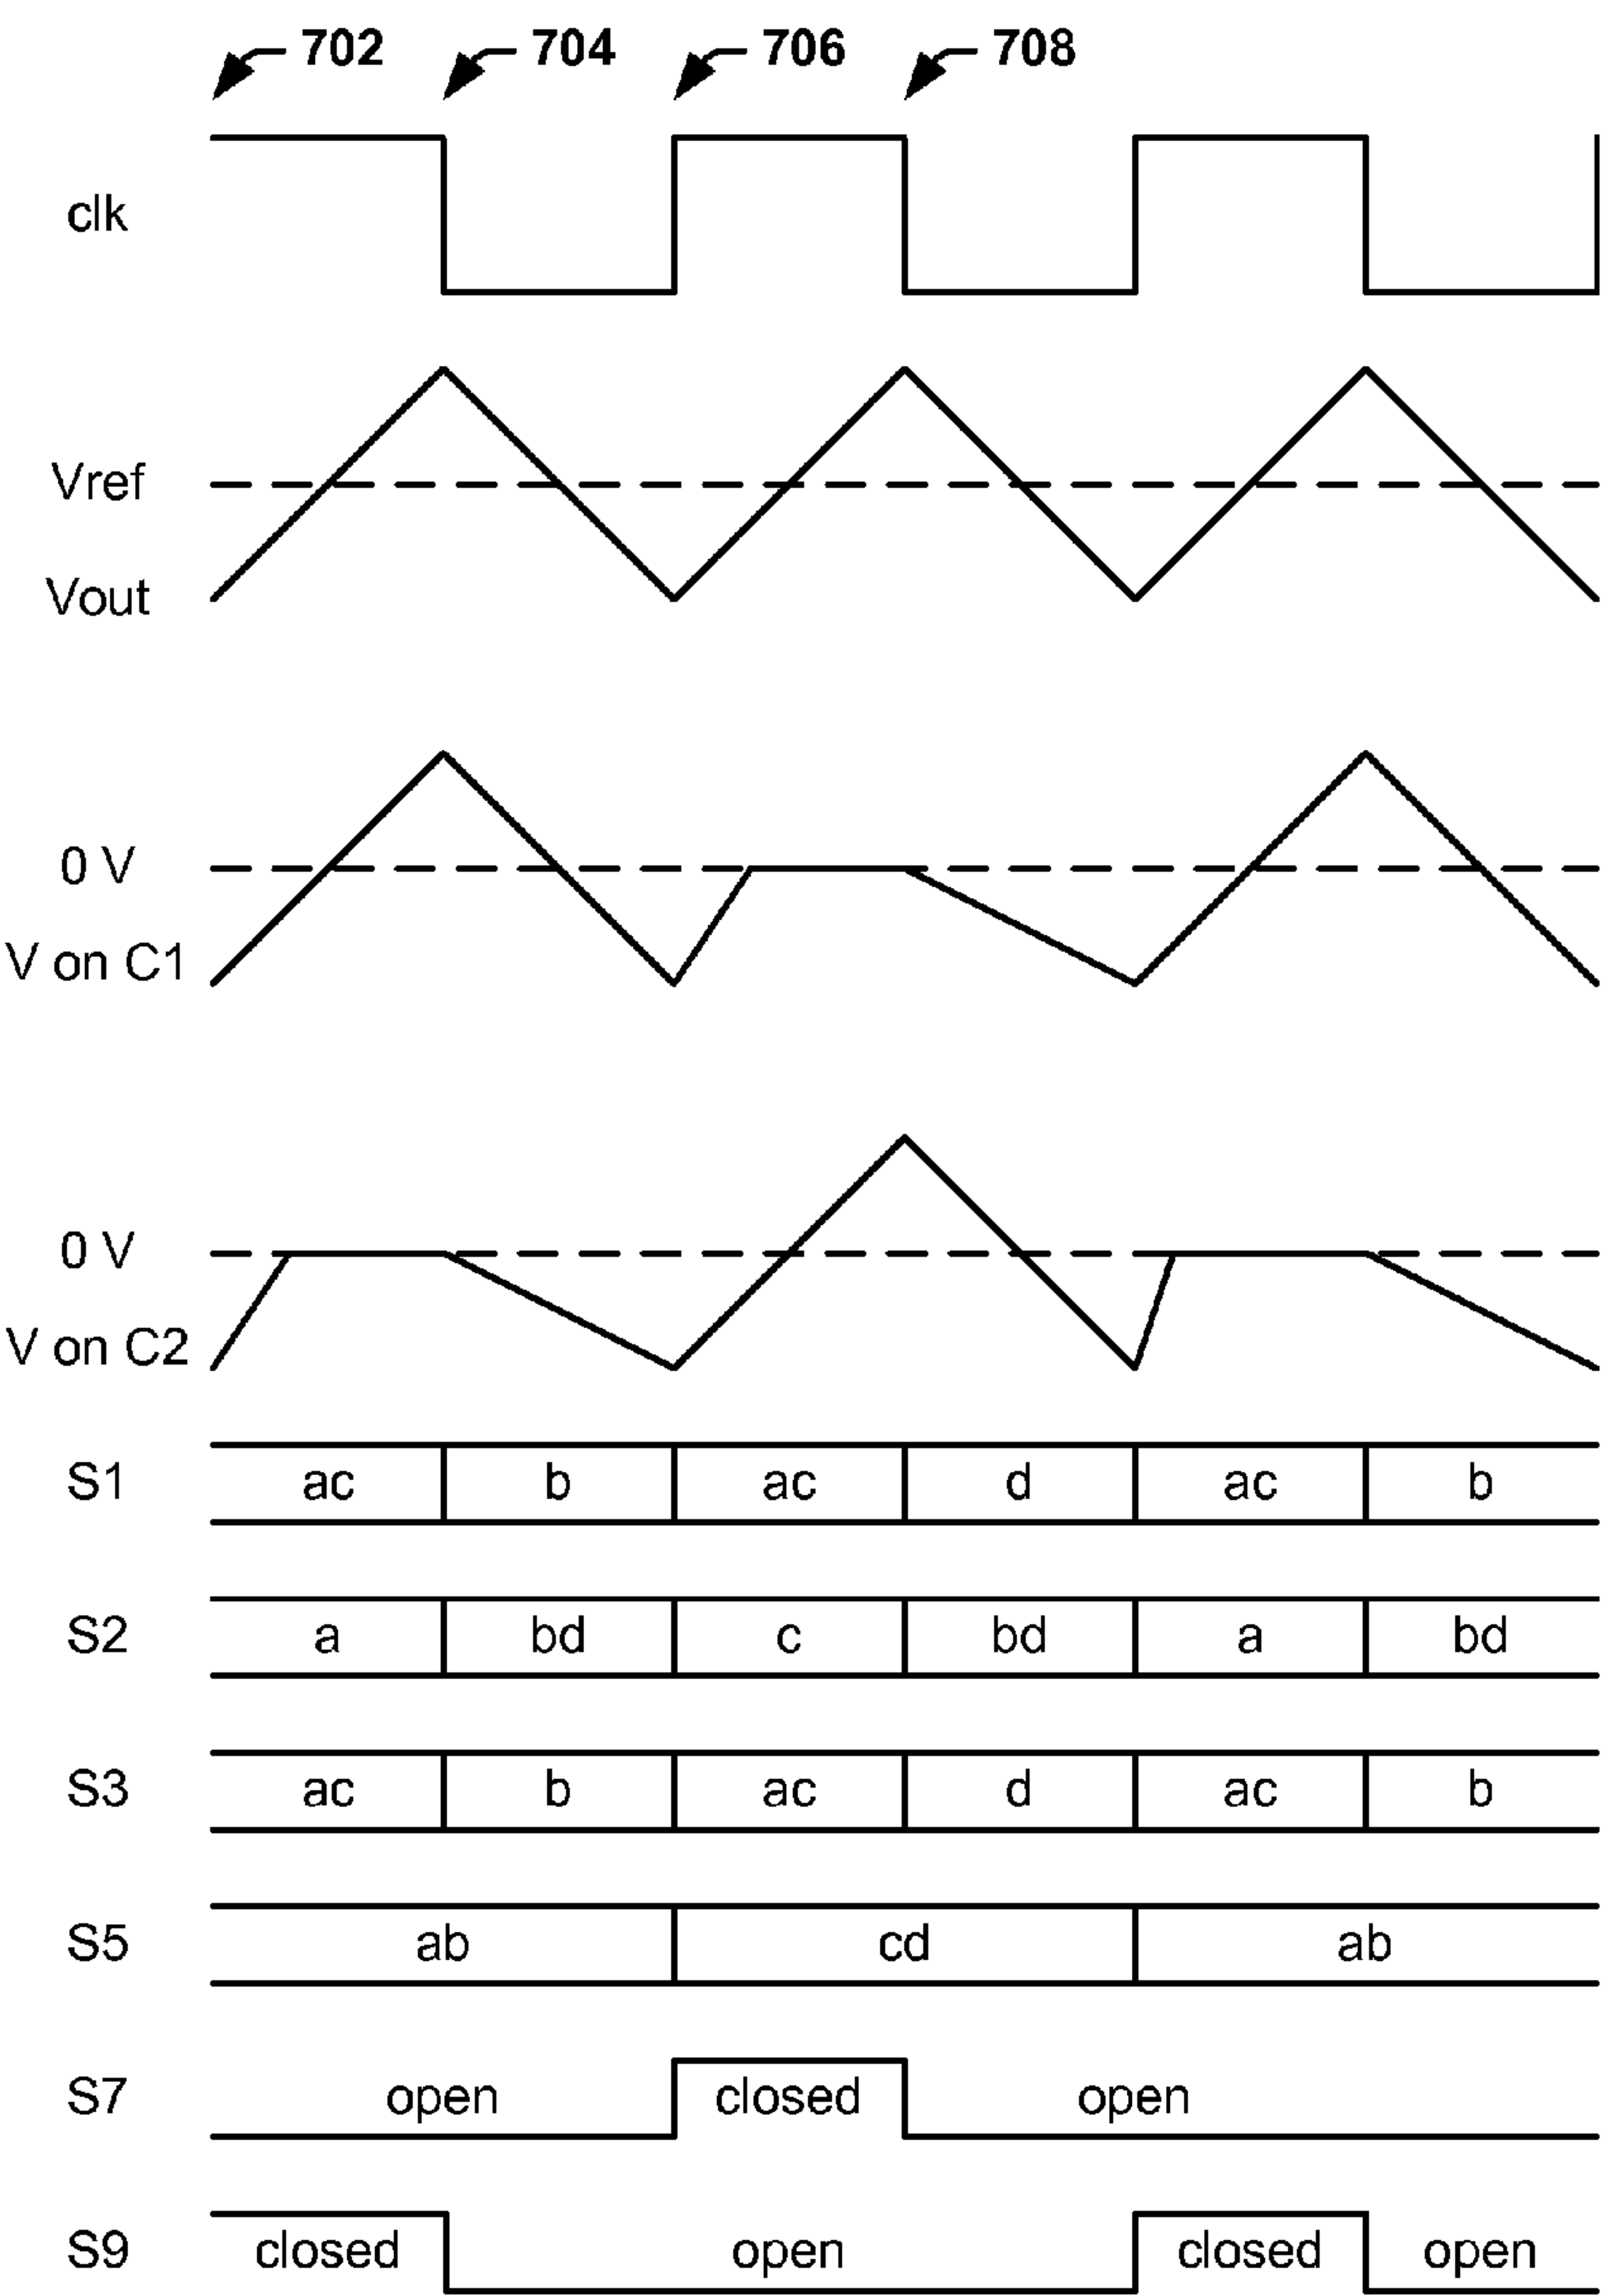 702 704 706 708
clk
Vref
Vout
0 V
V on C1
0 V
V on C2
S1 ac b ac d ac b
S2 a bd c bd a bd
S3 ac b ac d ac b
S5 ab cd ab
S7 open closed open
S9 closed open closed open